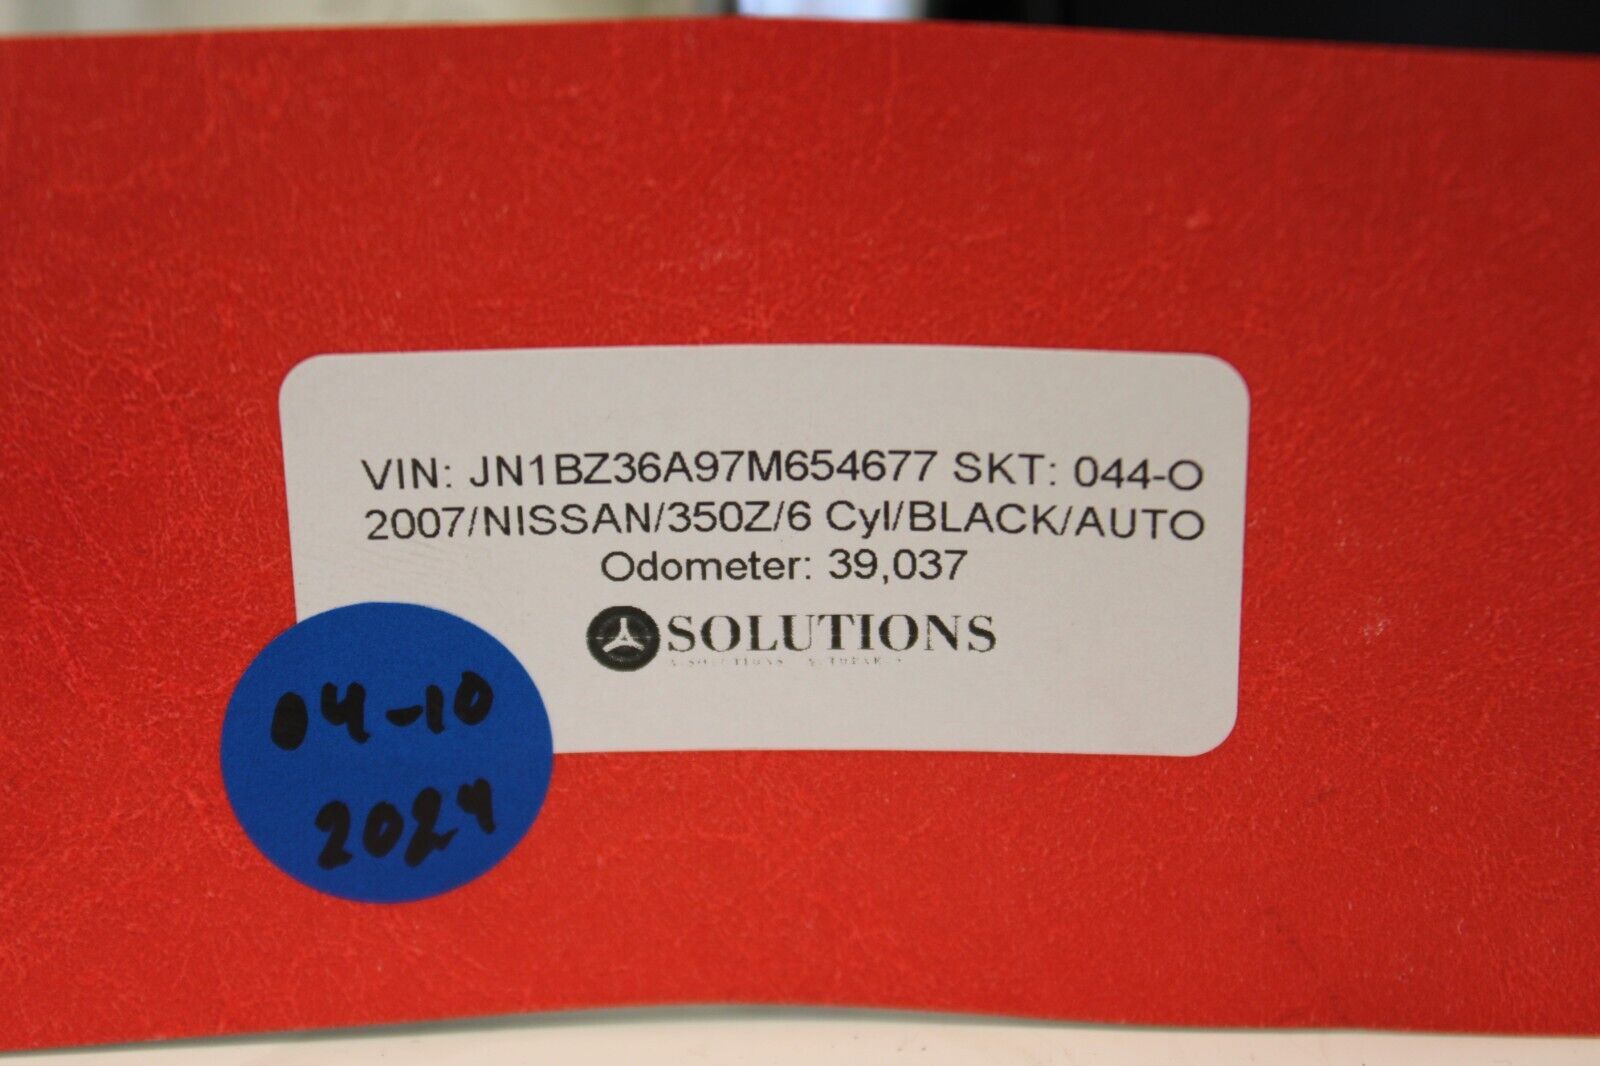 VIN: JN1BZ36A97M654677 SKT: 044-O
2007/NISSAN/350Z/6 Cyl/BLACK/AUTO
Odometer: 39,037
SOLUTIONS
04-10
2024